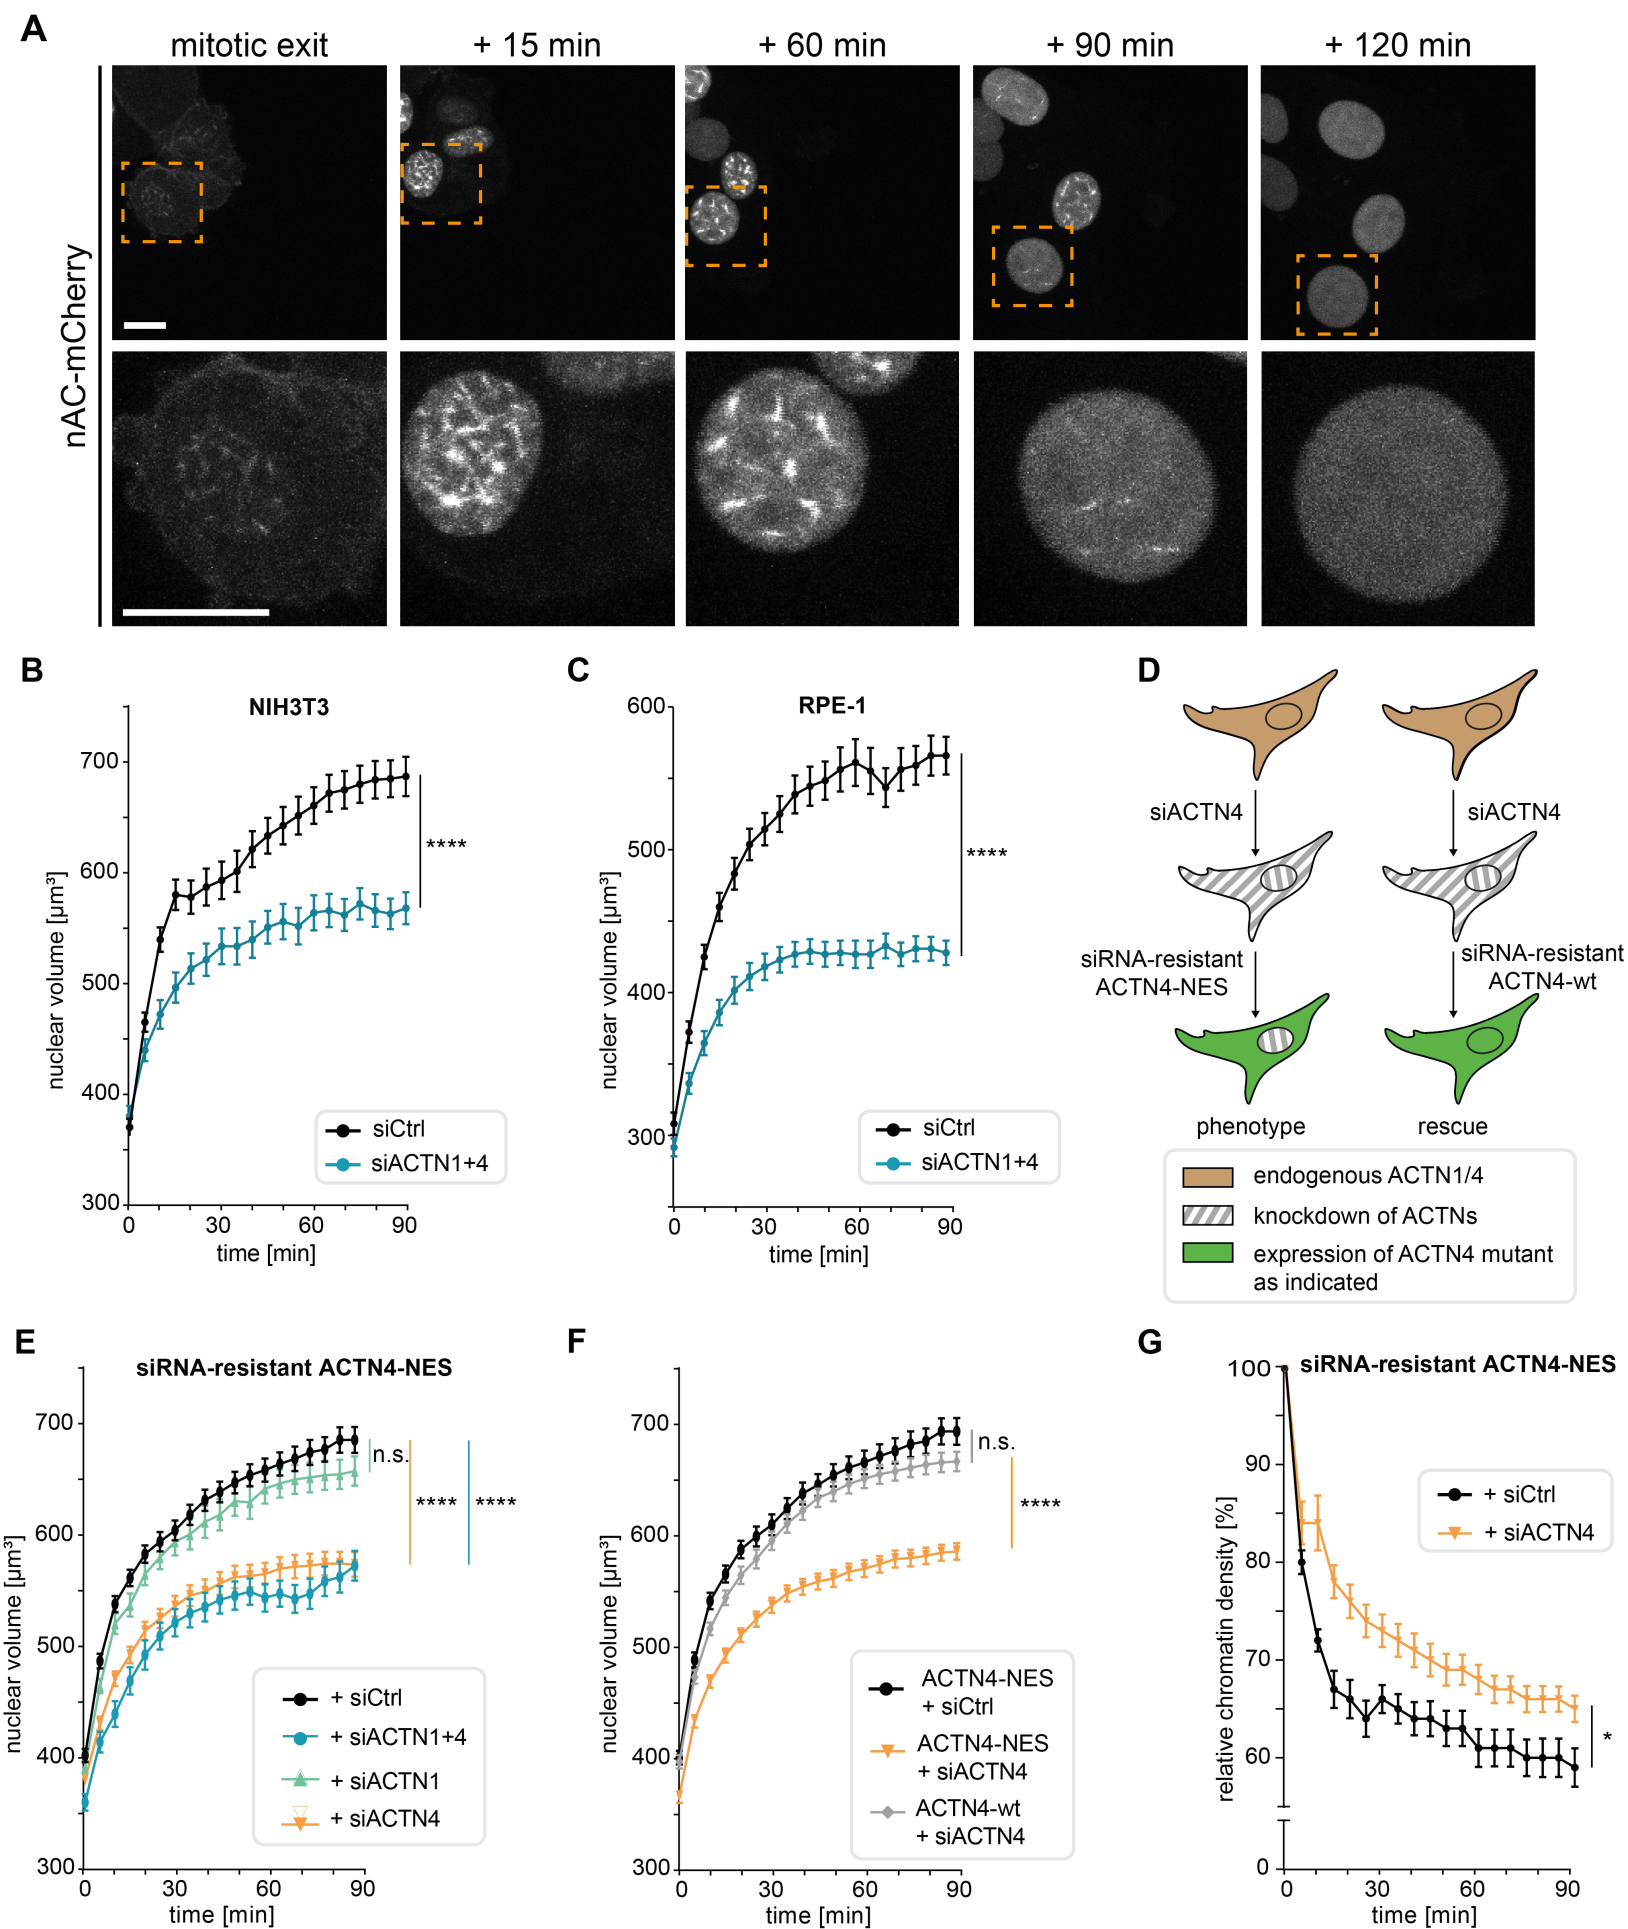 A
mitotic exit
+ 15 min
+ 60 min
+ 90 min
+ 120 min
nAC-mCherry
B
NIH3T3
700
600
500
400
300
nuclear volume [µm³]
0
30
60
90
time [min]
****
siCtrl
siACTN1+4
C
RPE-1
600
500
400
300
nuclear volume [µm³]
0
30
60
90
time [min]
****
siCtrl
siACTN1+4
D
siACTN4
siACTN4
siRNA-resistant
ACTN4-NES
siRNA-resistant
ACTN4-wt
phenotype
rescue
endogenous ACTN1/4
knockdown of ACTNs
expression of ACTN4 mutant
as indicated
E
siRNA-resistant ACTN4-NES
700
600
500
400
300
nuclear volume [µm³]
0
30
60
90
time [min]
n.s.
****
****
+ siCtrl
+ siACTN1+4
+ siACTN1
+ siACTN4
F
700
600
500
400
300
nuclear volume [µm³]
0
30
60
90
time [min]
n.s.
****
ACTN4-NES
+ siCtrl
ACTN4-NES
+ siACTN4
ACTN4-wt
+ siACTN4
G
siRNA-resistant ACTN4-NES
100
90
80
70
60
0
relative chromatin density [%]
0
30
60
90
time [min]
+ siCtrl
+ siACTN4
*